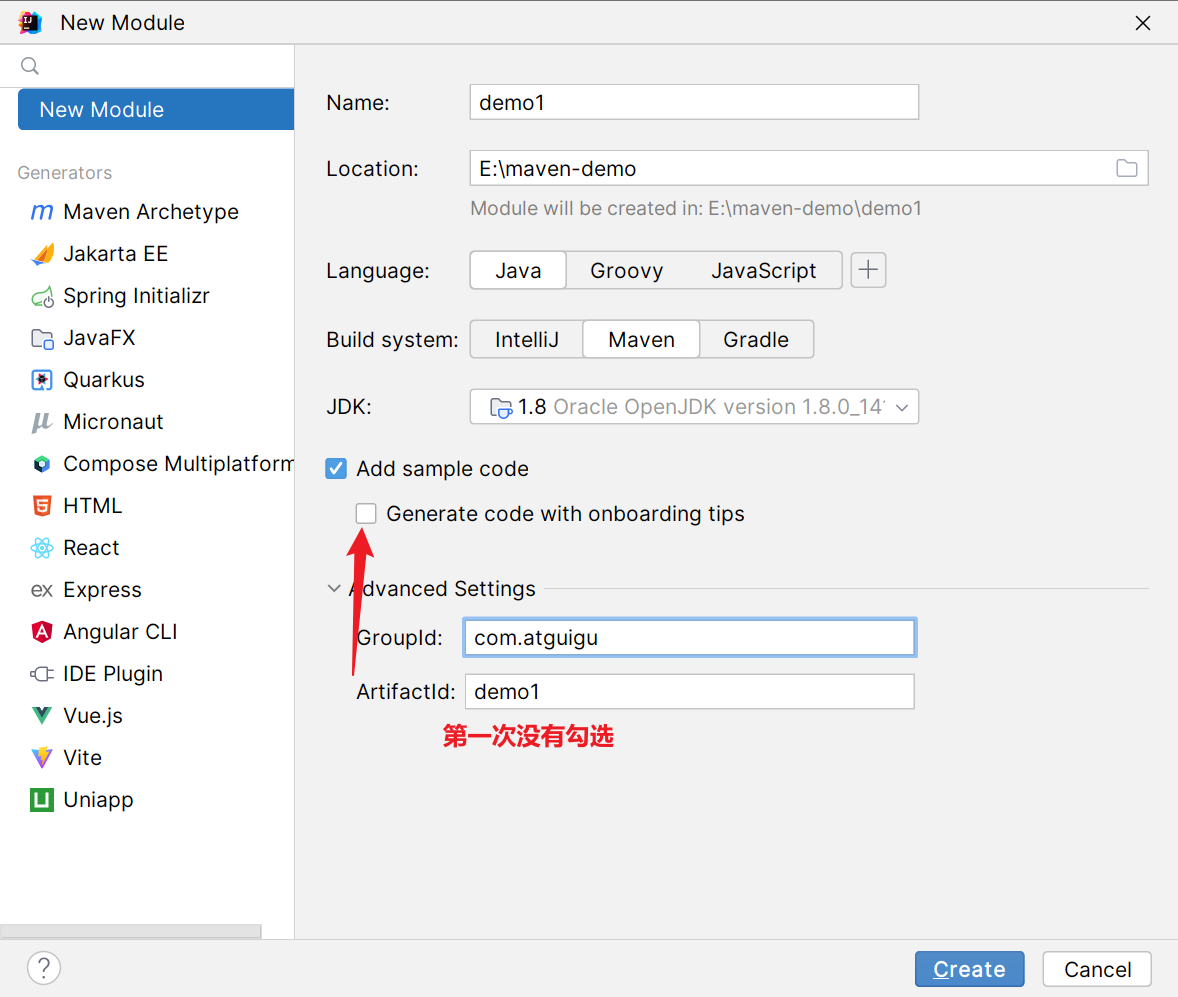 New Module
New Module
Generators
Maven Archetype
Jakarta EE
Spring Initializr
JavaFX
Quarkus
Micronaut
Compose Multiplatform
HTML
React
Express
Angular CLI
IDE Plugin
Vue.js
Vite
Uniapp
Name: demo1
Location: E:\maven-demo
Module will be created in: E:\maven-demo\demo1
Language: Java Groovy JavaScript
Build system: IntelliJ Maven Gradle
JDK: 1.8 Oracle OpenJDK version 1.8.0_141
Add sample code
Generate code with onboarding tips
Advanced Settings
GroupId: com.atguigu
ArtifactId: demo1
第一次没有勾选
? Create Cancel